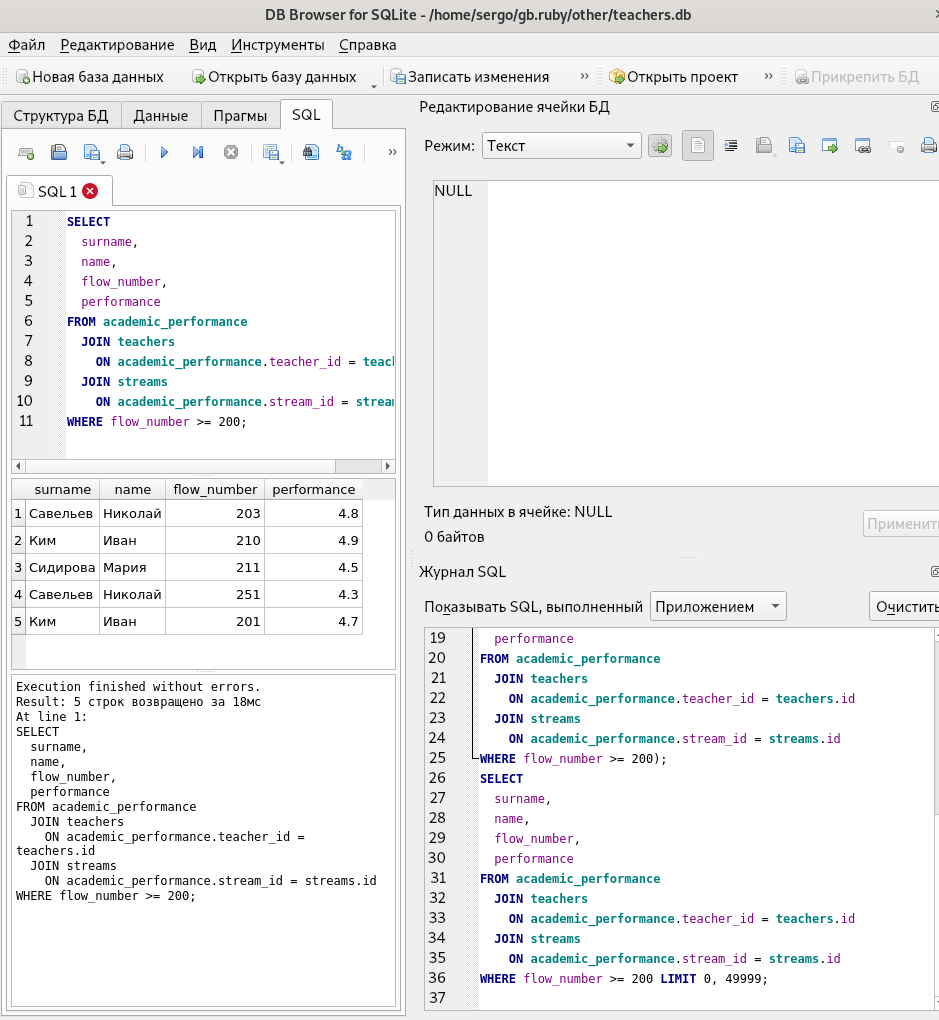 DB Browser for SQLite - /home/sergo/gb.ruby/other/teachers.db
Файл Редактирование Вид Инструменты Справка
Новая база данных Открыть базу данных Записать изменения » Открыть проект » Прикрепить БД
Структура БД Данные Прагмы SQL
»
SQL 1
1 SELECT
2 surname,
3 name,
4 flow_number,
5 performance
6 FROM academic_performance
7 JOIN teachers
8 ON academic_performance.teacher_id = teach
9 JOIN streams
10 ON academic_performance.stream_id = strea
11 WHERE flow_number >= 200;
surname name flow_number performance
1 Савельев Николай 203 4.8
2 Ким Иван 210 4.9
3 Сидирова Мария 211 4.5
4 Савельев Николай 251 4.3
5 Ким Иван 201 4.7
Execution finished without errors.
Result: 5 строк возвращено за 18мс
At line 1:
SELECT
surname,
name,
flow_number,
performance
FROM academic_performance
JOIN teachers
ON academic_performance.teacher_id =
teachers.id
JOIN streams
ON academic_performance.stream_id = streams.id
WHERE flow_number >= 200;
Редактирование ячейки БД
Режим: Текст
NULL
Тип данных в ячейке: NULL
0 байтов
Применит
Журнал SQL
Показывать SQL, выполненный Приложением Очистить
19 performance
20 FROM academic_performance
21 JOIN teachers
22 ON academic_performance.teacher_id = teachers.id
23 JOIN streams
24 ON academic_performance.stream_id = streams.id
25 WHERE flow_number >= 200);
26 SELECT
27 surname,
28 name,
29 flow_number,
30 performance
31 FROM academic_performance
32 JOIN teachers
33 ON academic_performance.teacher_id = teachers.id
34 JOIN streams
35 ON academic_performance.stream_id = streams.id
36 WHERE flow_number >= 200 LIMIT 0, 49999;
37